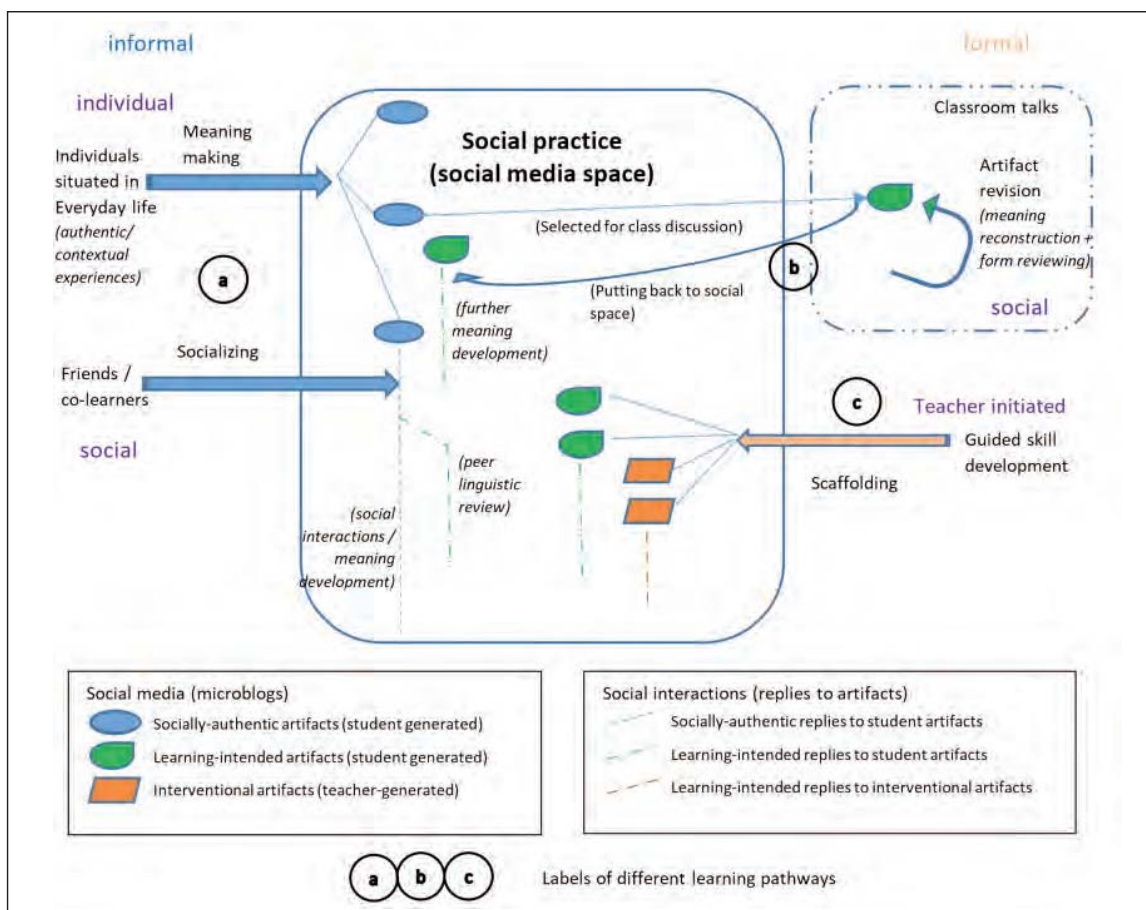 informal
formal
individual
Meaning
making
Individuals
situated in
Everyday life
(authentic/
contextual
experiences)
a
Socializing
Friends /
co-learners
social
Social practice
(social media space)
(Selected for class discussion)
(Putting back to social
space)
(further
meaning
development)
(peer
linguistic
review)
(social
interactions /
meaning
development)
b
Classroom talks
Artifact
revision
(meaning
reconstruction +
form reviewing)
social
c
Teacher initiated
Guided skill
development
Scaffolding
Social media (microblogs)
Socially-authentic artifacts (student generated)
Learning-intended artifacts (student generated)
Interventional artifacts (teacher-generated)
Social interactions (replies to artifacts)
Socially-authentic replies to student artifacts
Learning-intended replies to student artifacts
Learning-intended replies to interventional artifacts
a b c
Labels of different learning pathways